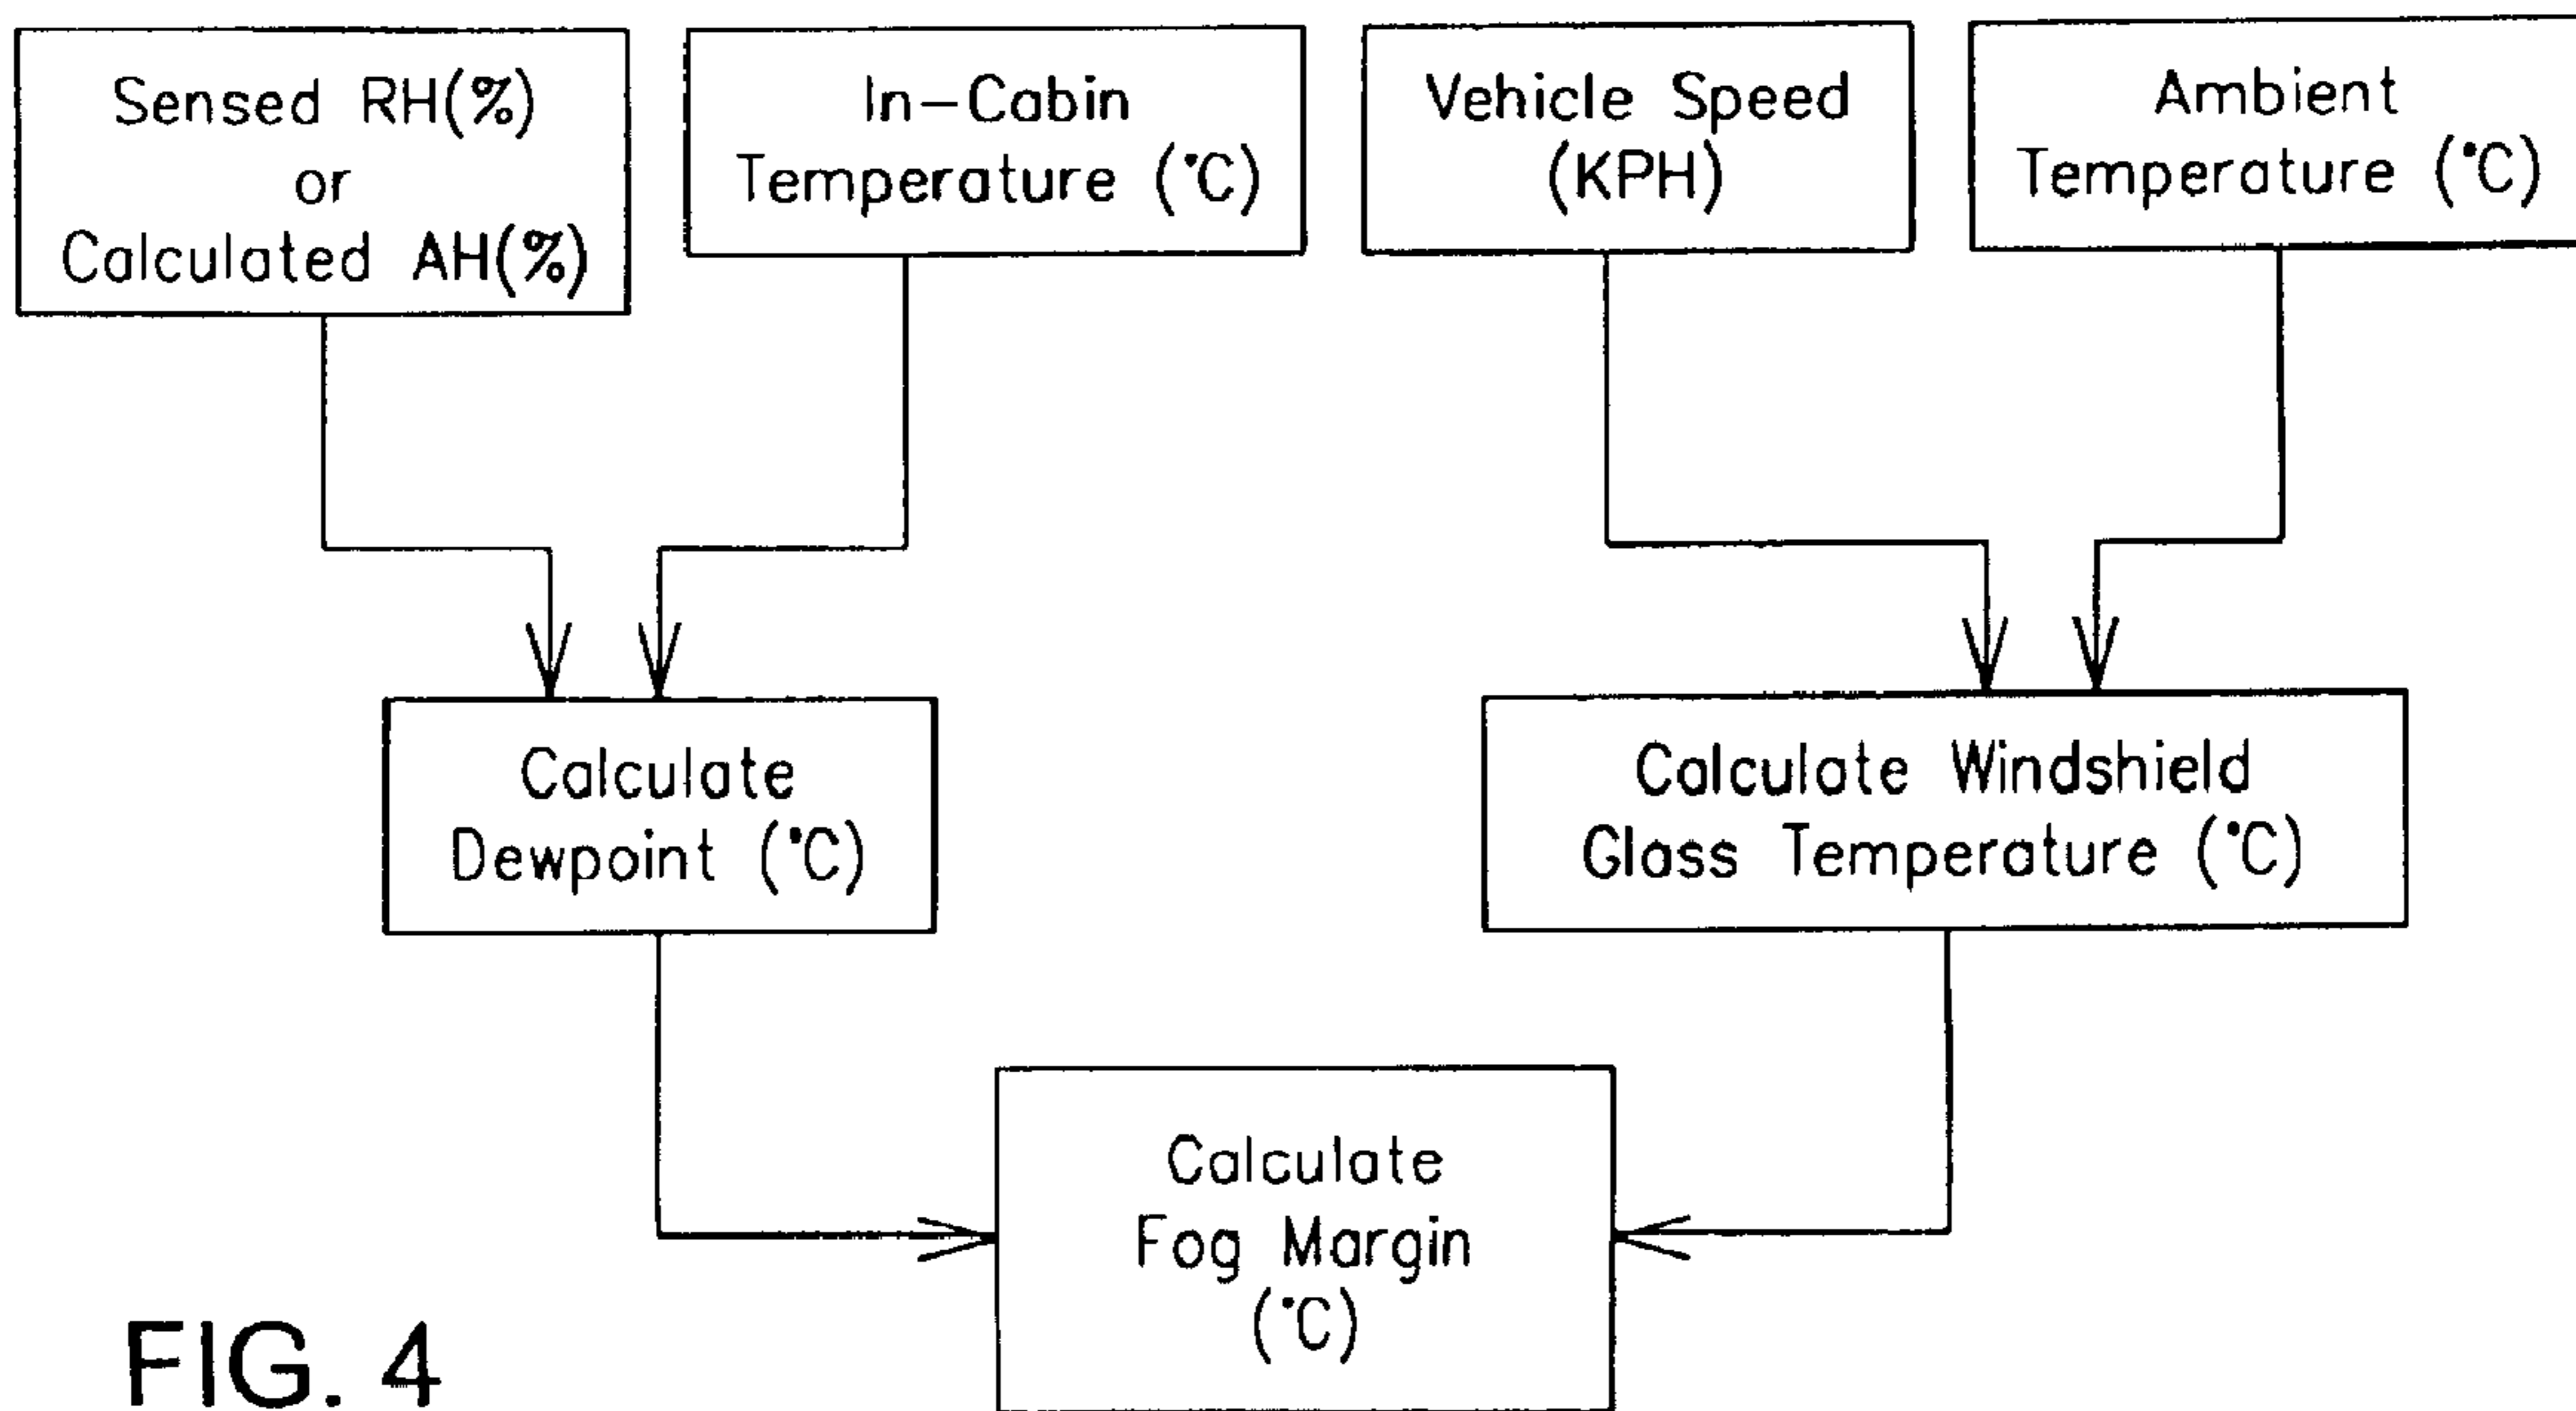 Sensed RH(%)
or
Calculated AH(%)
In-Cabin
Temperature (°C)
Vehicle Speed
(KPH)
Ambient
Temperature (°C)
Calculate
Dewpoint (°C)
Calculate Windshield
Glass Temperature (°C)
Calculate
Fog Margin
(°C)
FIG. 4